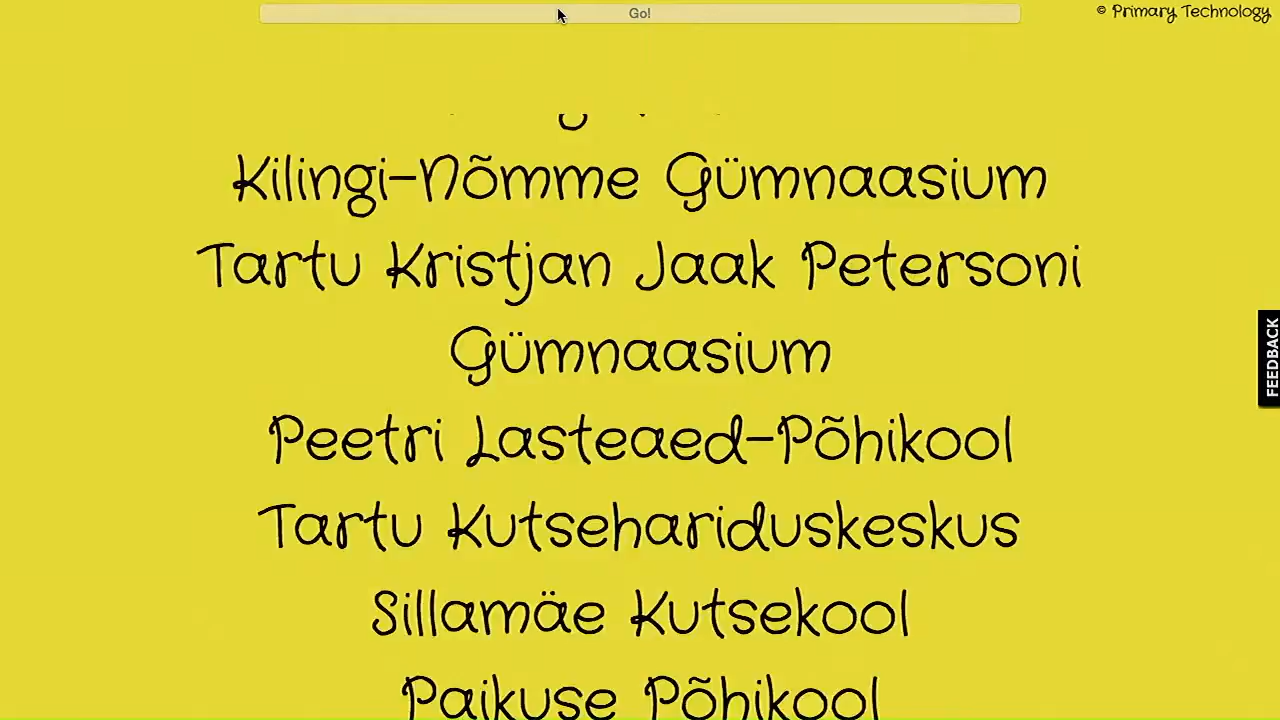 Go!
© Primary Technology
Kilingi-Nõmme Gümnaasium
Tartu Kristjan Jaak Petersoni
Gümnaasium
FEEDBACK
Peetri Lasteaed-Põhikool
Tartu Kutsehariduskeskus
Sillamäe Kutsekool
Paikuse Põhikool